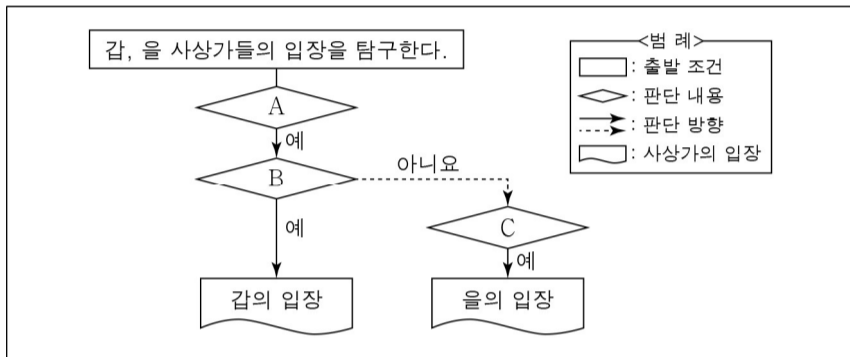 갑, 을 사상가들의 입장을 탐구한다.
<범 례>
: 출발 조건
: 판단 내용
: 판단 방향
: 사상가의 입장
A
예
B
아니요
예
C
예
갑의 입장
을의 입장